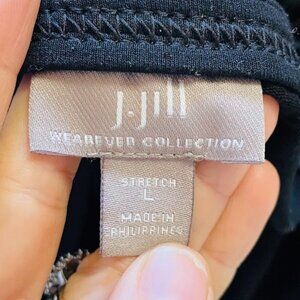 J.Jill
WEAREVER COLLECTION
STRETCH
L
MADE IN
PHILIPPINES